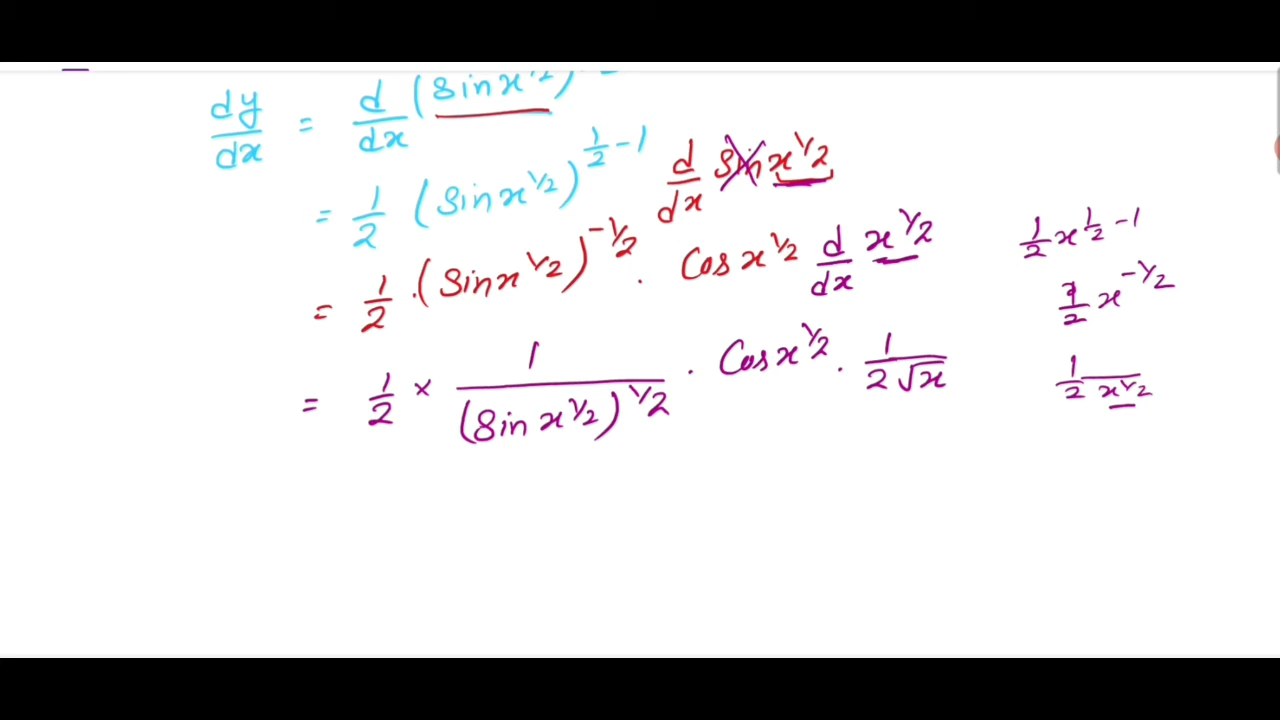 dy/dx = d/dx (Sin x^1/2)
= 1/2 (Sin x^1/2)^1/2 - 1 d/dx Sin x^1/2
= 1/2 · (Sin x^1/2)^-1/2 · Cos x^1/2 d/dx x^1/2
1/2 x^1/2 - 1
1/2 x^-1/2
= 1/2 × 1/(Sin x^1/2)^1/2 · Cos x^1/2 · 1/2√x
1/2 x^1/2